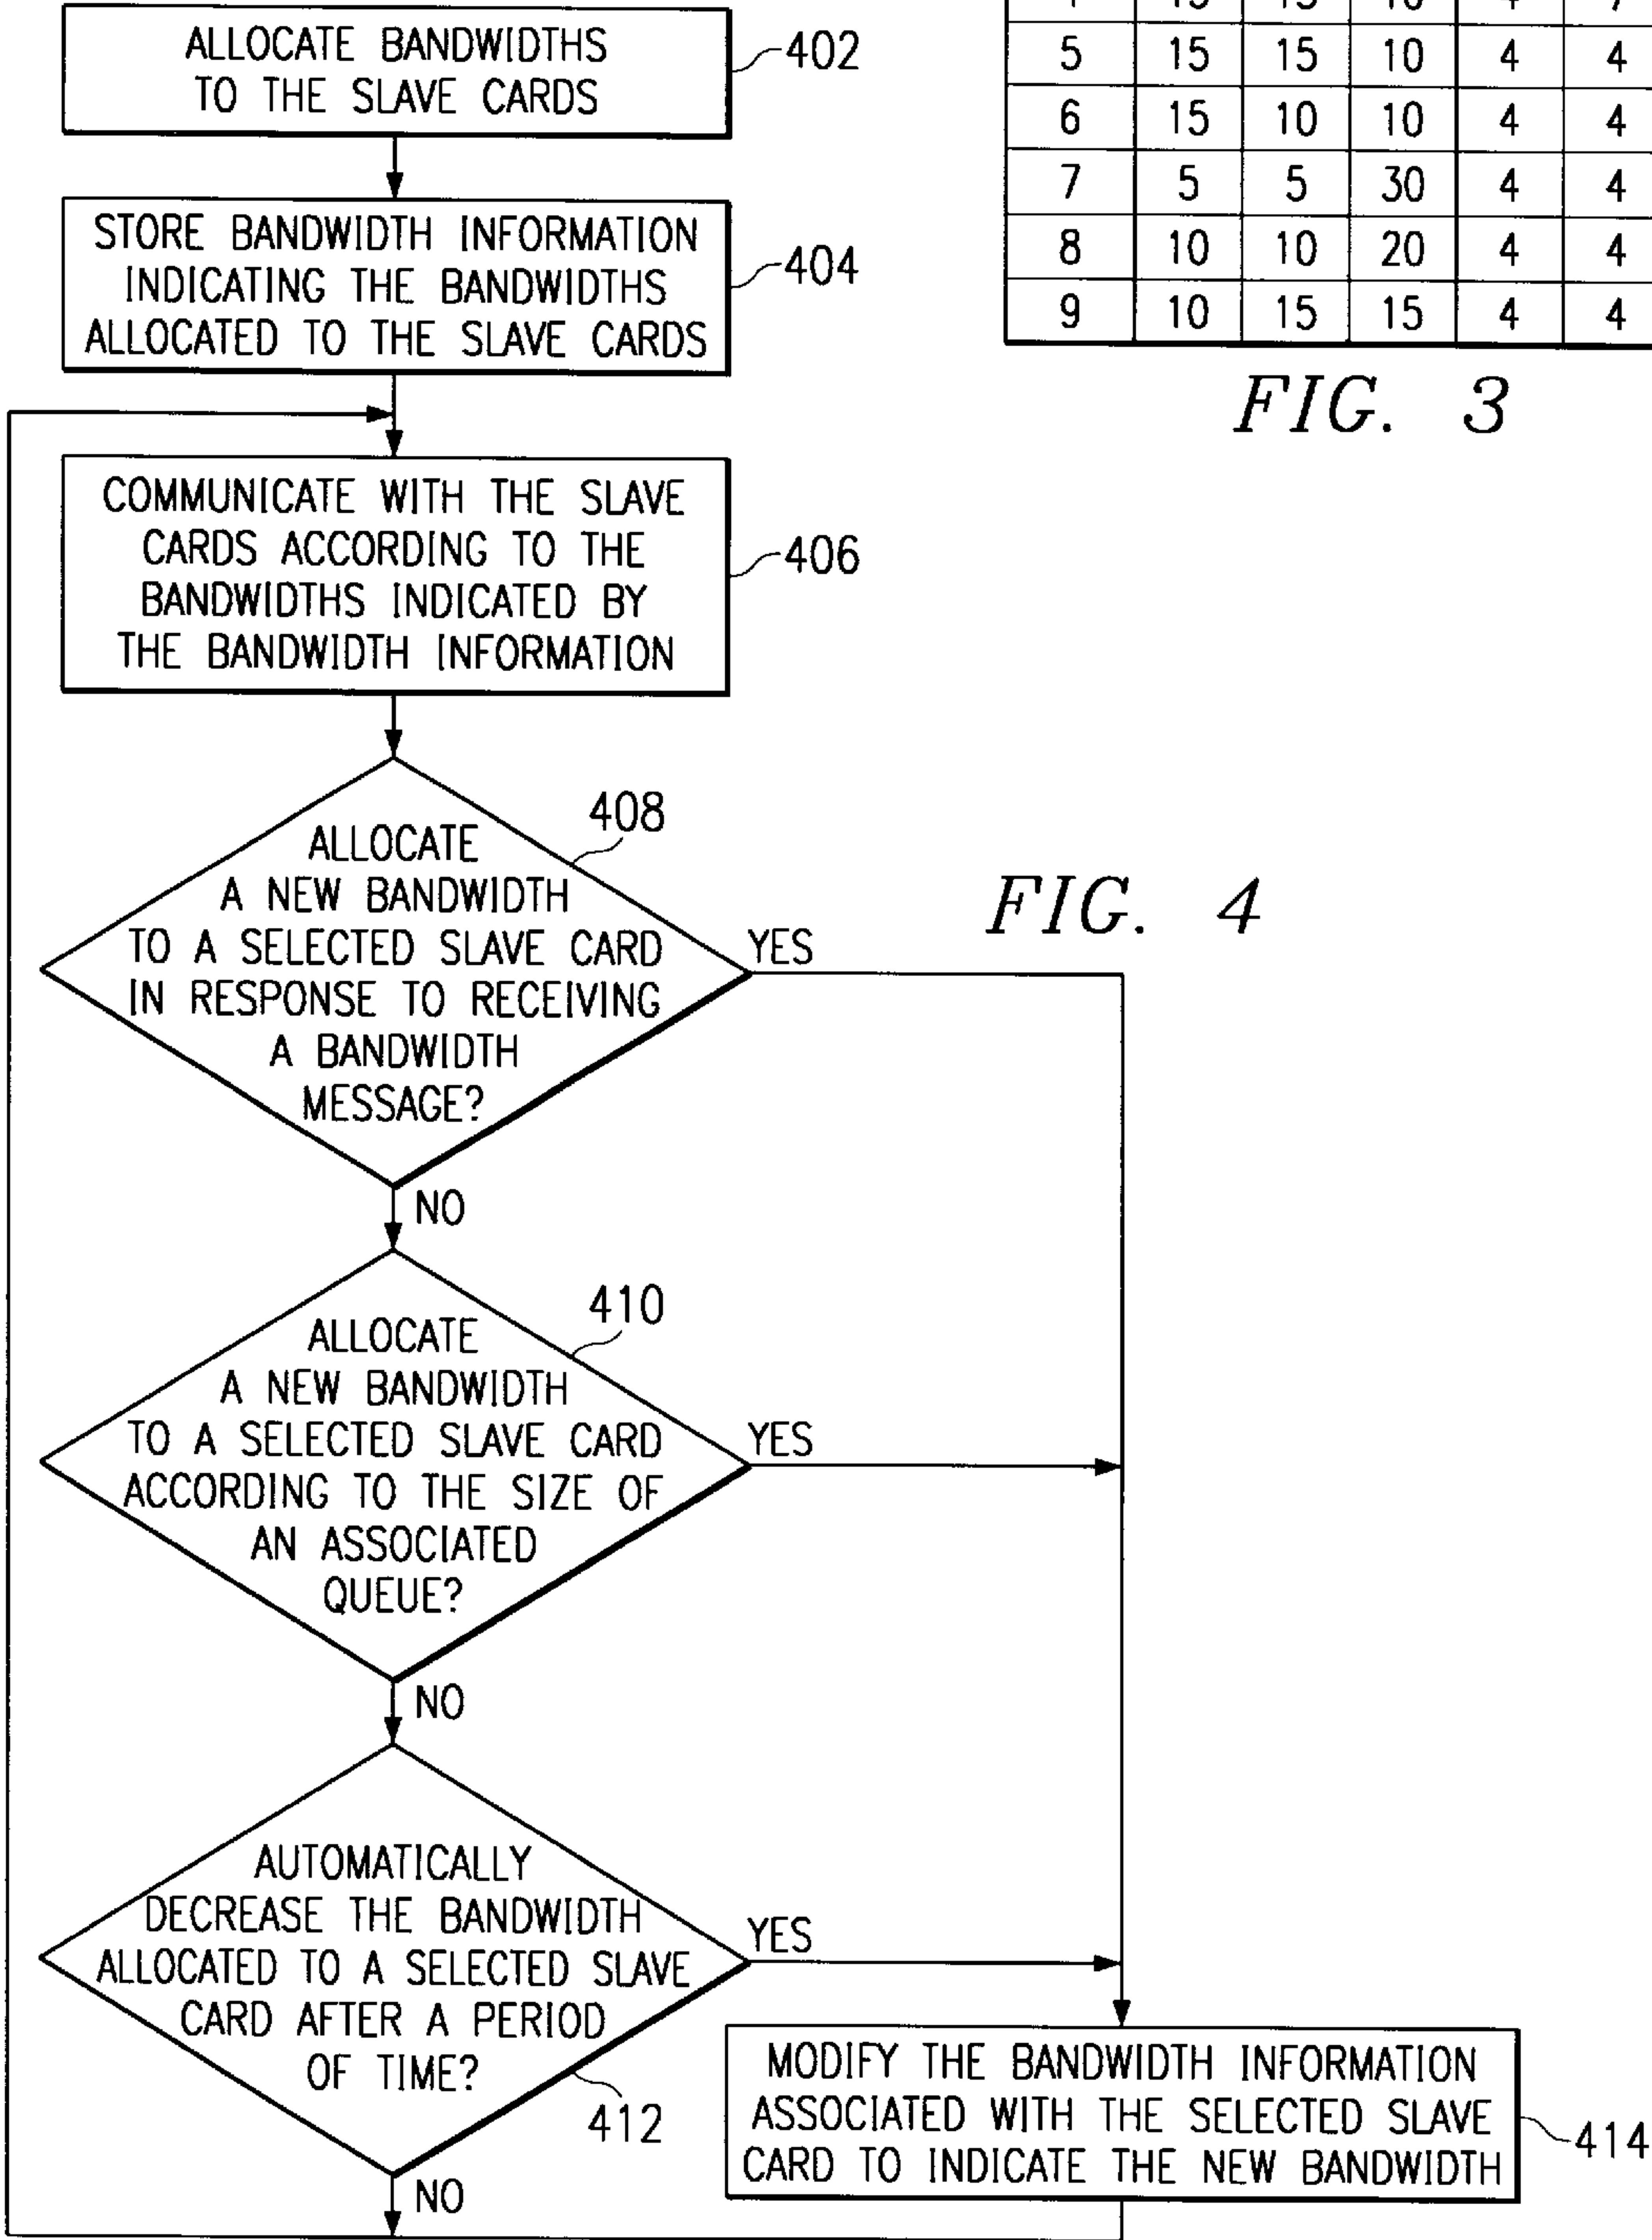 ALLOCATE BANDWIDTHS
TO THE SLAVE CARDS
402
STORE BANDWIDTH INFORMATION
INDICATING THE BANDWIDTHS
ALLOCATED TO THE SLAVE CARDS
404
5 15 15 10 4 4
6 15 10 10 4 4
7 5 5 30 4 4
8 10 10 20 4 4
9 10 15 15 4 4
FIG. 3
COMMUNICATE WITH THE SLAVE
CARDS ACCORDING TO THE
BANDWIDTHS INDICATED BY
THE BANDWIDTH INFORMATION
406
408
ALLOCATE
A NEW BANDWIDTH
TO A SELECTED SLAVE CARD
IN RESPONSE TO RECEIVING
A BANDWIDTH
MESSAGE?
YES
NO
FIG. 4
410
ALLOCATE
A NEW BANDWIDTH
TO A SELECTED SLAVE CARD
ACCORDING TO THE SIZE OF
AN ASSOCIATED
QUEUE?
YES
NO
AUTOMATICALLY
DECREASE THE BANDWIDTH
ALLOCATED TO A SELECTED SLAVE
CARD AFTER A PERIOD
OF TIME?
YES
412
NO
MODIFY THE BANDWIDTH INFORMATION
ASSOCIATED WITH THE SELECTED SLAVE
CARD TO INDICATE THE NEW BANDWIDTH
414